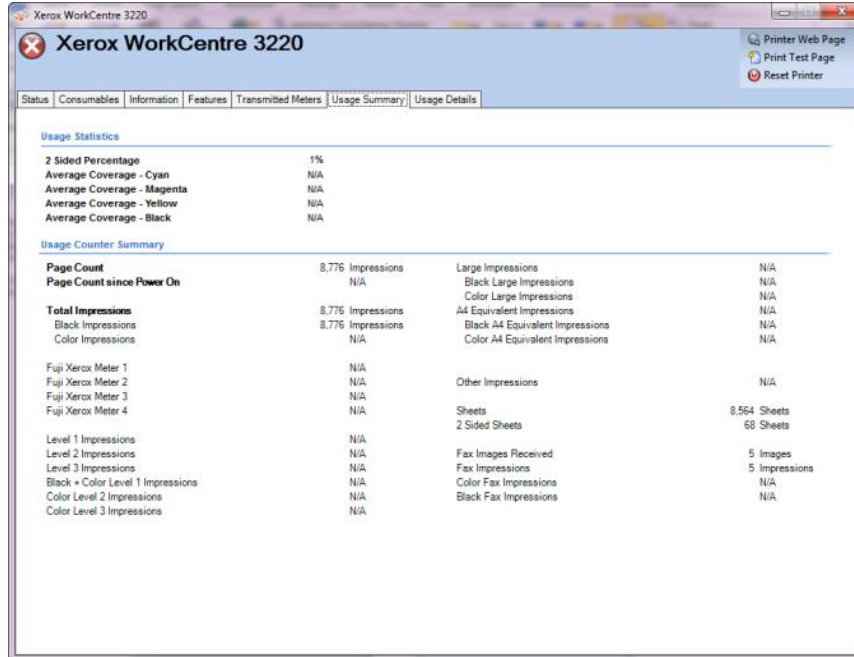 Xerox WorkCentre 3220
Xerox WorkCentre 3220
Printer Web Page
Print Test Page
Reset Printer
Status Consumables Information Features Transmitted Meters Usage Summary Usage Details
Usage Statistics
2 Sided Percentage 1%
Average Coverage - Cyan N/A
Average Coverage - Magenta N/A
Average Coverage - Yellow N/A
Average Coverage - Black N/A
Usage Counter Summary
Page Count 8,776 Impressions
Page Count since Power On N/A
Total Impressions 8,776 Impressions
Black Impressions 8,776 Impressions
Color Impressions N/A
Fuji Xerox Meter 1 N/A
Fuji Xerox Meter 2 N/A
Fuji Xerox Meter 3 N/A
Fuji Xerox Meter 4 N/A
Level 1 Impressions N/A
Level 2 Impressions N/A
Level 3 Impressions N/A
Black + Color Level 1 Impressions N/A
Color Level 2 Impressions N/A
Color Level 3 Impressions N/A
Large Impressions N/A
Black Large Impressions N/A
Color Large Impressions N/A
A4 Equivalent Impressions N/A
Black A4 Equivalent Impressions N/A
Color A4 Equivalent Impressions N/A
Other Impressions N/A
Sheets 8,564 Sheets
2 Sided Sheets 68 Sheets
Fax Images Received 5 Images
Fax Impressions 5 Impressions
Color Fax Impressions N/A
Black Fax Impressions N/A